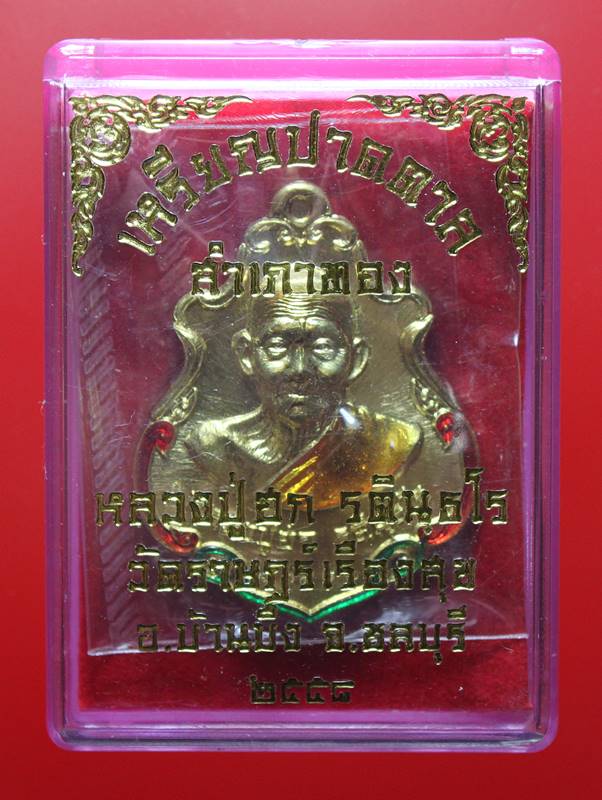 เหรียญปาดตาล
สำเภาทอง
หลวงปู่ฮก รตินฺธโร
วัดราษฎร์เรืองสุข
อ.บ้านบึง จ.ชลบุรี
๒๕๕๘